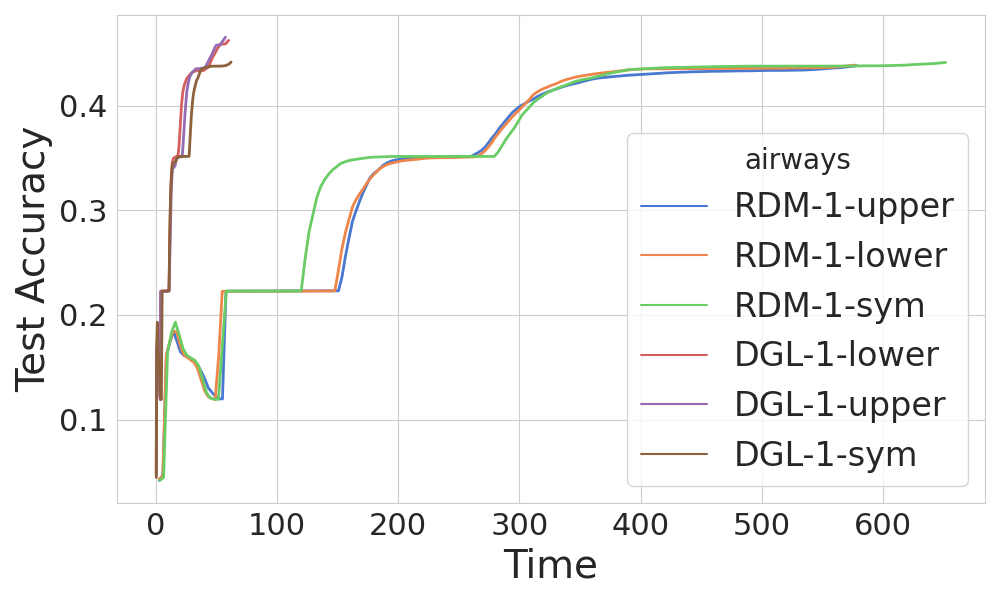 Test Accuracy
0.4
0.3
0.2
0.1
airways
RDM-1-upper
RDM-1-lower
RDM-1-sym
DGL-1-lower
DGL-1-upper
DGL-1-sym
0 100 200 300 400 500 600
Time